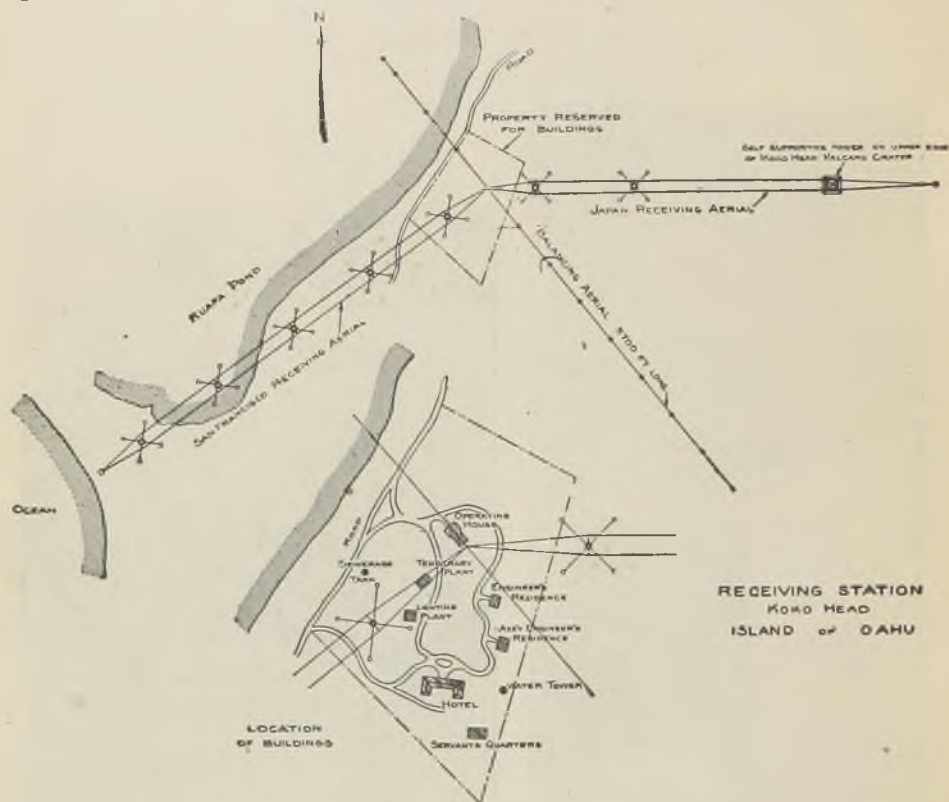 N
ROAD
PROPERTY RESERVED
FOR BUILDINGS
SELF SUPPORTING TOWER ON UPPER EDGE
OF KOKO HEAD VALCANO CRATER
JAPAN RECEIVING AERIAL
BALANCING AERIAL 5700 FT LONG
KUAPA POND
SAN FRANCISCO RECEIVING AERIAL
OCEAN
ROAD
OPERATING
HOUSE
SEWERAGE
TANK
TEMPORARY
PLANT
LIGHTING
PLANT
ENGINEER'S
RESIDENCE
ASS'T ENGINEER'S
RESIDENCE
WATER TOWER
HOTEL
SERVANTS QUARTERS
LOCATION
OF BUILDINGS
RECEIVING STATION
KOKO HEAD
ISLAND OF OAHU